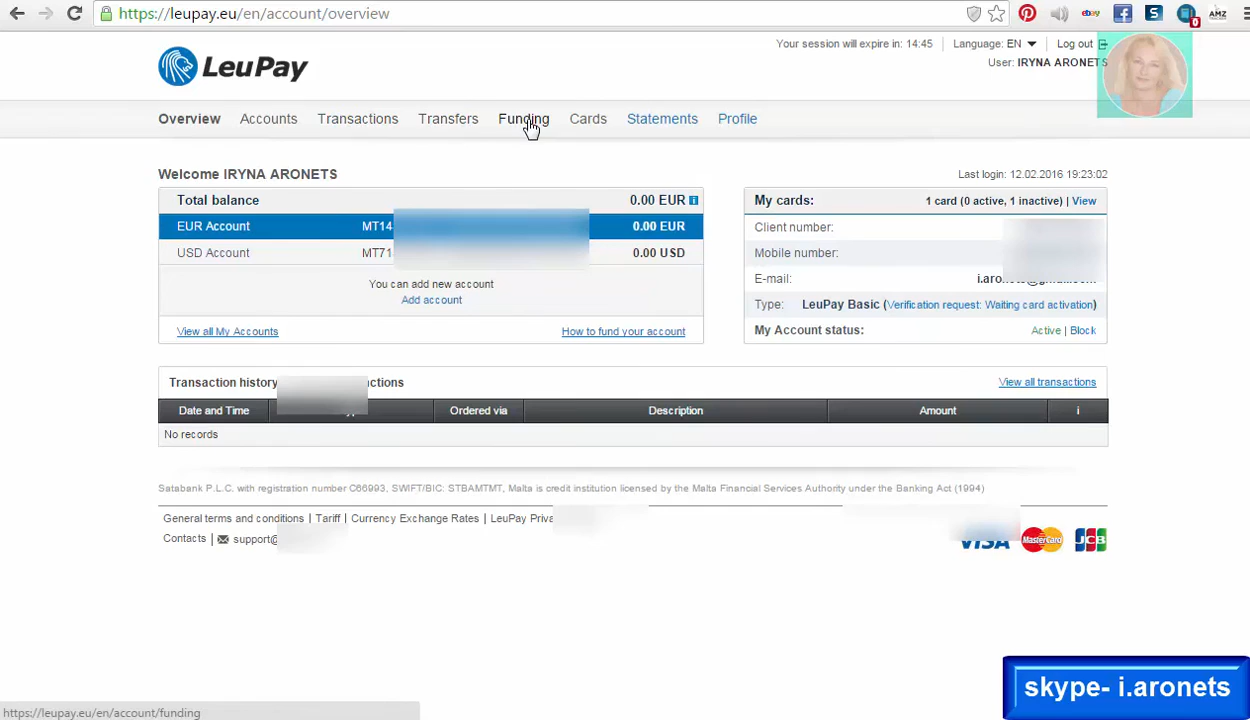 https://leupay.eu/en/account/overview
ebay
AMZ
Your session will expire in: 14:45
Language: EN
Log out
User: IRYNA ARONETS
LeuPay
Overview Accounts Transactions Transfers Funding Cards Statements Profile
Welcome IRYNA ARONETS
Last login: 12.02.2016 19:23:02
Total balance 0.00 EUR
EUR Account MT14 0.00 EUR
USD Account MT71 0.00 USD
You can add new account
Add account
View all My Accounts
How to fund your account
My cards: 1 card (0 active, 1 inactive) | View
Client number:
Mobile number:
E-mail:
Type: LeuPay Basic (Verification request: Waiting card activation)
My Account status: Active | Block
Transaction history
View all transactions
Date and Time Ordered via Description Amount i
No records
Satabank P.L.C. with registration number C66993, SWIFT/BIC: STBAMTMT, Malta is credit institution licensed by the Malta Financial Services Authority under the Banking Act (1994)
General terms and conditions | Tariff | Currency Exchange Rates | LeuPay
Contacts | support@
VISA MasterCard JCB
skype- i.aronets
https://leupay.eu/en/account/funding